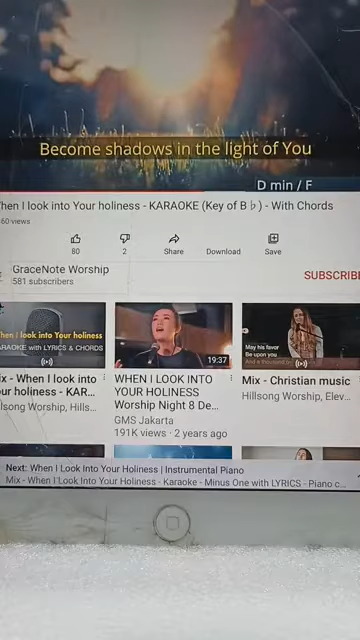 Become shadows in the light of You
D min / F
hen I look into Your holiness - KARAOKE (Key of B♭) - With Chords
60 views
80
2
Share
Download
Save
GraceNote Worship
581 subscribers
SUBSCRIBE
hen I look into Your holiness
ARAOKE with LYRICS & CHORDS
19:37
May his favor
Be upon you
ix - When I look into
r holiness - KAR...
lsong Worship, Hills...
WHEN I LOOK INTO
YOUR HOLINESS
Worship Night 8 De...
GMS Jakarta
191K views · 2 years ago
Mix - Christian music
Hillsong Worship, Elev...
Next: When I Look Into Your Holiness | Instrumental Piano
Mix - When I Look Into Your Holiness - Karaoke - Minus One with LYRICS - Piano c...